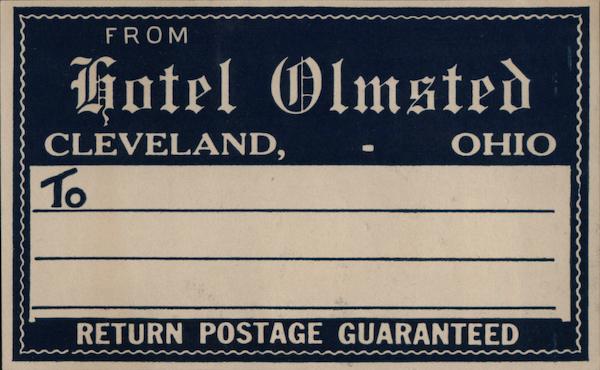 FROM
Hotel Olmsted
CLEVELAND, - OHIO
To
RETURN POSTAGE GUARANTEED